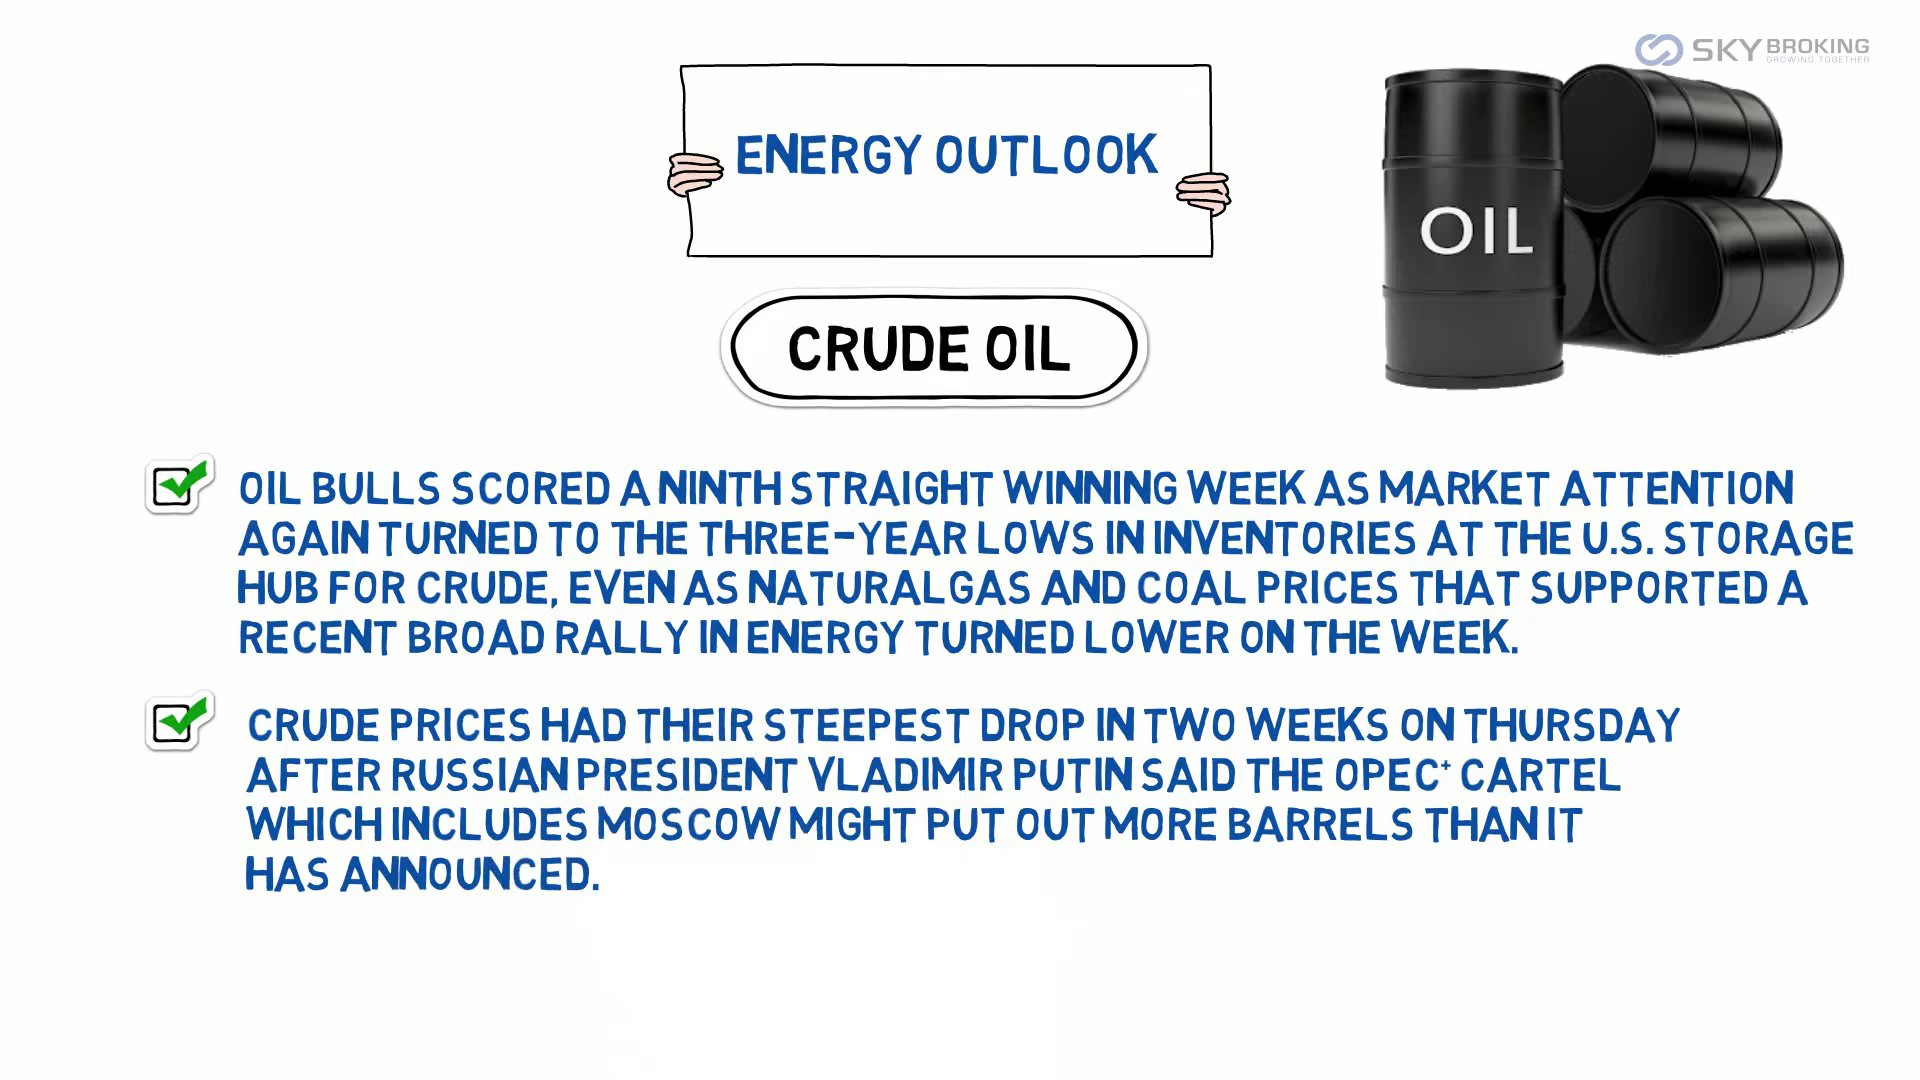 SKY BROKING
GROWING TOGETHER
ENERGY OUTLOOK
OIL
CRUDE OIL
OIL BULLS SCORED A NINTH STRAIGHT WINNING WEEK AS MARKET ATTENTION
AGAIN TURNED TO THE THREE-YEAR LOWS IN INVENTORIES AT THE U.S. STORAGE
HUB FOR CRUDE, EVEN AS NATURAL GAS AND COAL PRICES THAT SUPPORTED A
RECENT BROAD RALLY IN ENERGY TURNED LOWER ON THE WEEK.
CRUDE PRICES HAD THEIR STEEPEST DROP IN TWO WEEKS ON THURSDAY
AFTER RUSSIAN PRESIDENT VLADIMIR PUTIN SAID THE OPEC+ CARTEL
WHICH INCLUDES MOSCOW MIGHT PUT OUT MORE BARRELS THAN IT
HAS ANNOUNCED.